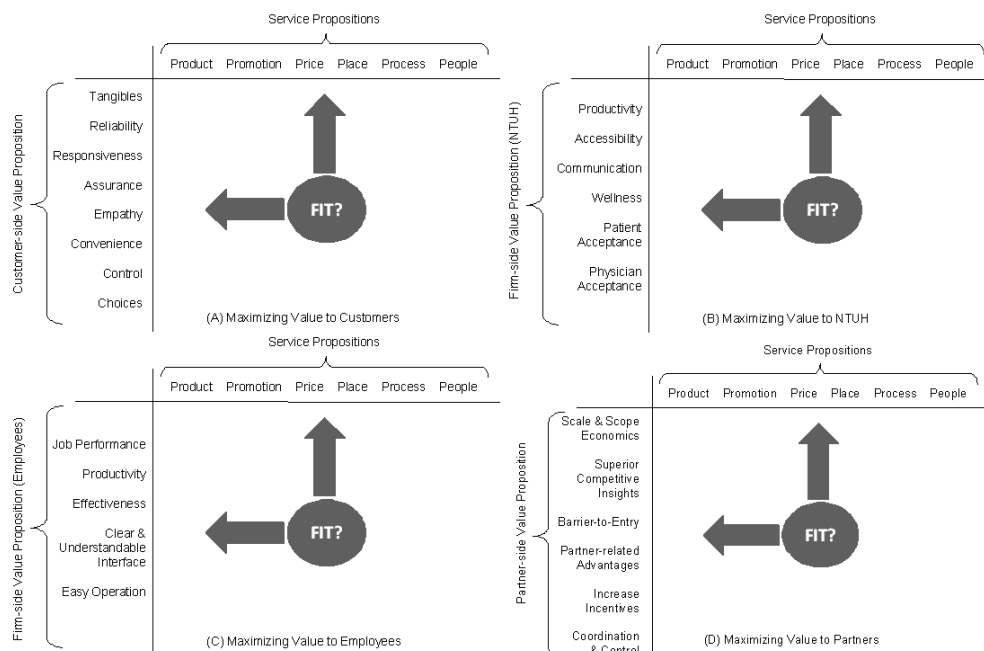 Service Propositions
Product Promotion Price Place Process People
Customer-side Value Proposition
Tangibles
Reliability
Responsiveness
Assurance
Empathy
Convenience
Control
Choices
FIT?
(A) Maximizing Value to Customers
Service Propositions
Product Promotion Price Place Process People
Firm-side Value Proposition (NTUH)
Productivity
Accessibility
Communication
Wellness
Patient
Acceptance
Physician
Acceptance
FIT?
(B) Maximizing Value to NTUH
Service Propositions
Product Promotion Price Place Process People
Firm-side Value Proposition (Employees)
Job Performance
Productivity
Effectiveness
Clear &
Understandable
Interface
Easy Operation
FIT?
(C) Maximizing Value to Employees
Service Propositions
Product Promotion Price Place Process People
Partner-side Value Proposition
Scale & Scope
Economics
Superior
Competitive
Insights
Barrier-to-Entry
Partner-related
Advantages
Increase
Incentives
Coordination
& Control
FIT?
(D) Maximizing Value to Partners